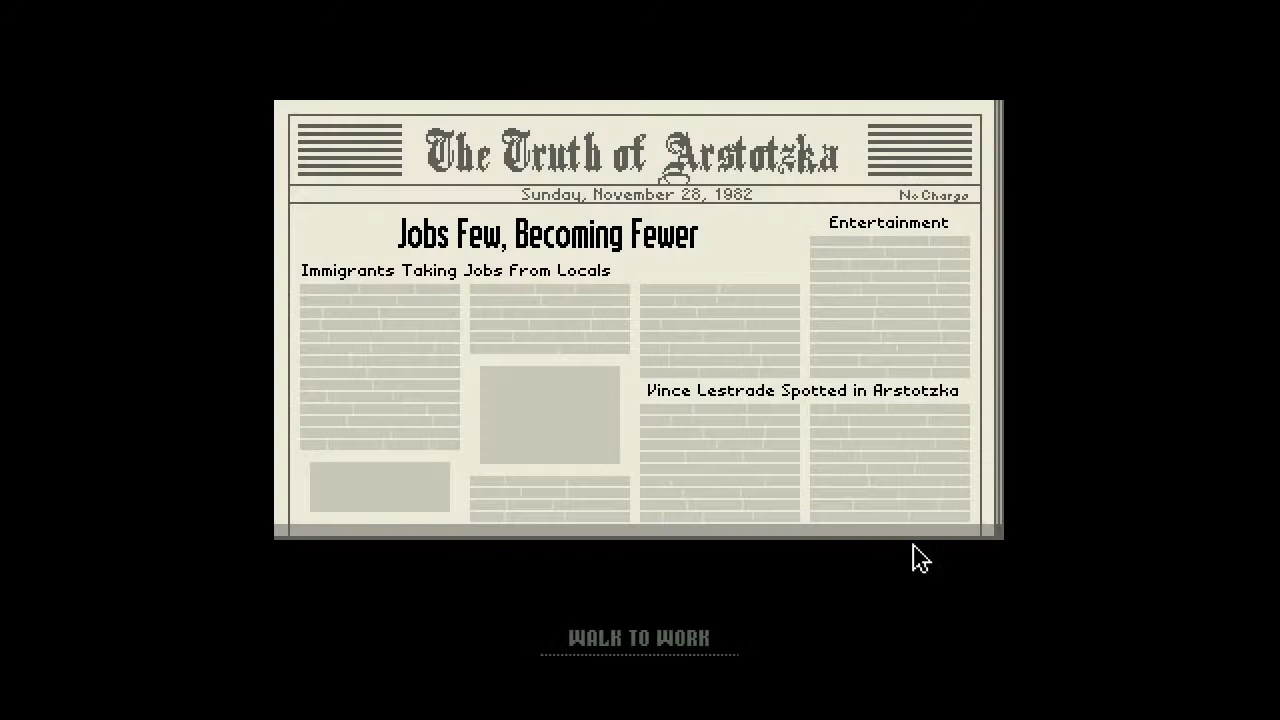 The Truth of Arstotzka
Sunday, November 28, 1982
No Charge
Jobs Few, Becoming Fewer
Immigrants Taking Jobs From Locals
Entertainment
Vince Lestrade Spotted in Arstotzka
WALK TO WORK